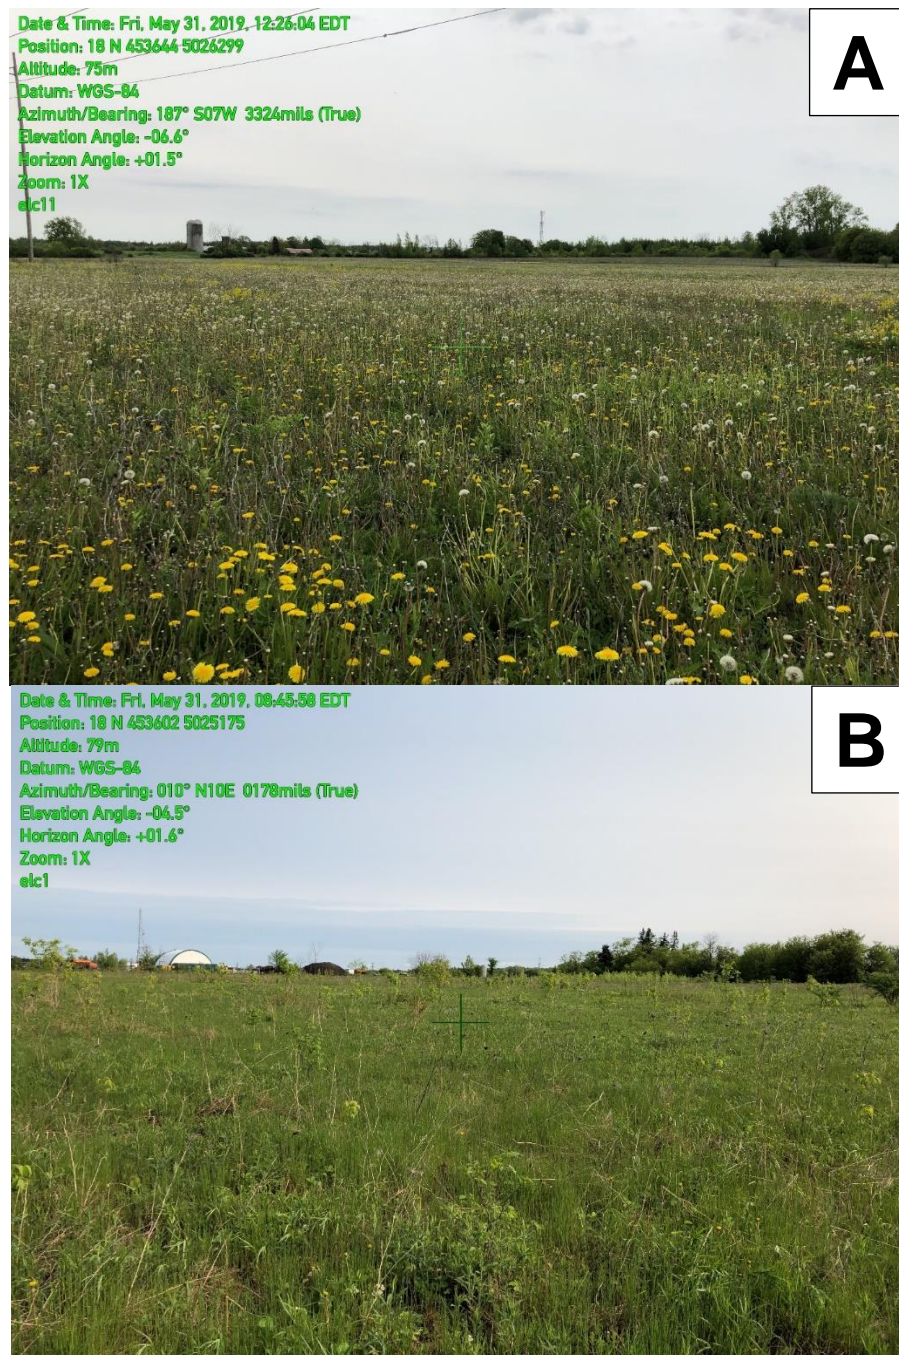 Date & Time: Fri, May 31, 2019, 12:26:04 EDT
Position: 18 N 453644 5026299
Altitude: 75m
Datum: WGS-84
Azimuth/Bearing: 187° S07W 3324mils (True)
Elevation Angle: -06.6°
Horizon Angle: +01.5°
Zoom: 1X
elc11
A
Date & Time: Fri, May 31, 2019, 08:45:58 EDT
Position: 18 N 453602 5025175
Altitude: 79m
Datum: WGS-84
Azimuth/Bearing: 010° N10E 0178mils (True)
Elevation Angle: -04.5°
Horizon Angle: +01.6°
Zoom: 1X
elc1
B